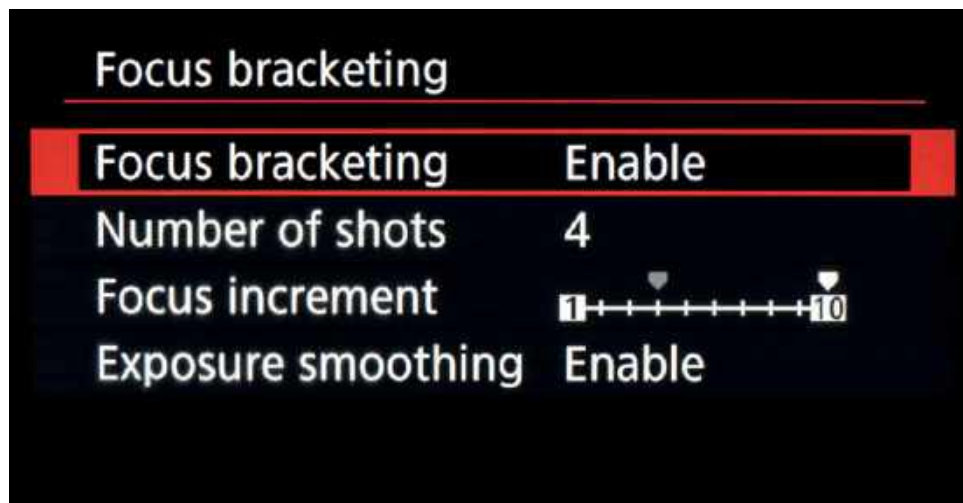 Focus bracketing
Focus bracketing Enable
Number of shots 4
Focus increment 1 10
Exposure smoothing Enable